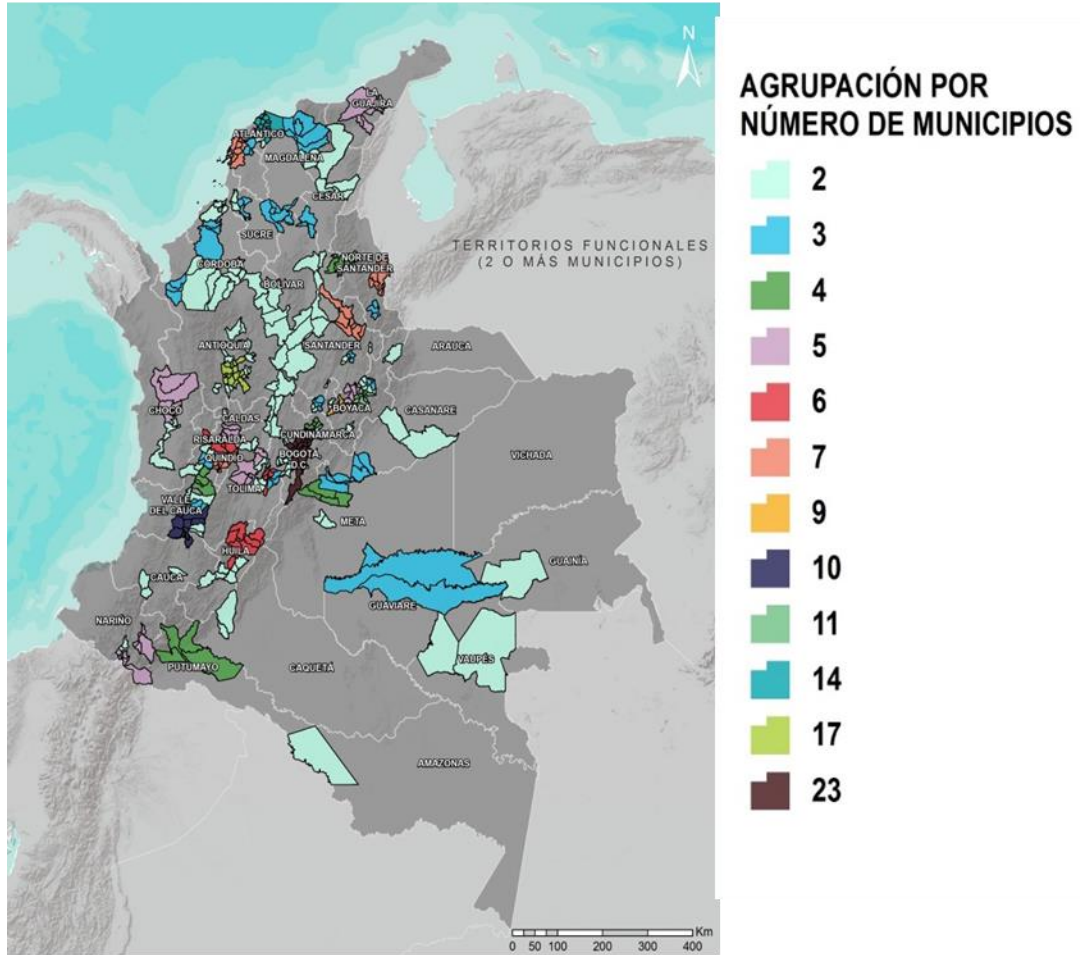 N
LA
GUAJIRA
ATLÁNTICO
MAGDALENA
CESAR
SUCRE
TERRITORIOS FUNCIONALES
(2 O MÁS MUNICIPIOS)
NORTE DE
SANTANDER
CÓRDOBA
BOLÍVAR
ANTIOQUIA
SANTANDER
ARAUCA
CHOCÓ
BOYACÁ
CASANARE
CALDAS
RISARALDA
CUNDINAMARCA
QUINDÍO
BOGOTÁ
D.C.
VICHADA
TOLIMA
VALLE
DEL CAUCA
META
HUILA
GUAINÍA
CAUCA
GUAVIARE
NARIÑO
VAUPÉS
PUTUMAYO
CAQUETÁ
AMAZONAS
Km
0 50 100 200 300 400
AGRUPACIÓN POR
NÚMERO DE MUNICIPIOS
2
3
4
5
6
7
9
10
11
14
17
23